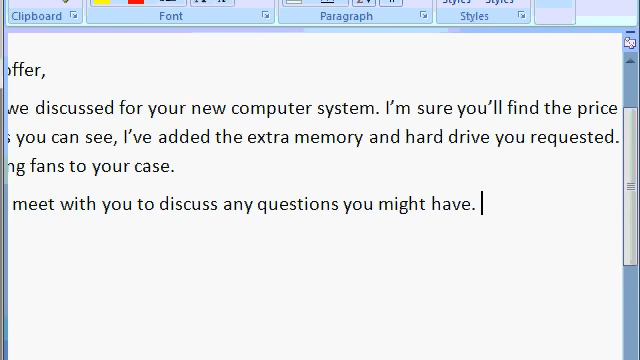 Styles Styles
Clipboard Font Paragraph Styles
offer,
we discussed for your new computer system. I'm sure you'll find the price
s you can see, I've added the extra memory and hard drive you requested.
ng fans to your case.
meet with you to discuss any questions you might have.